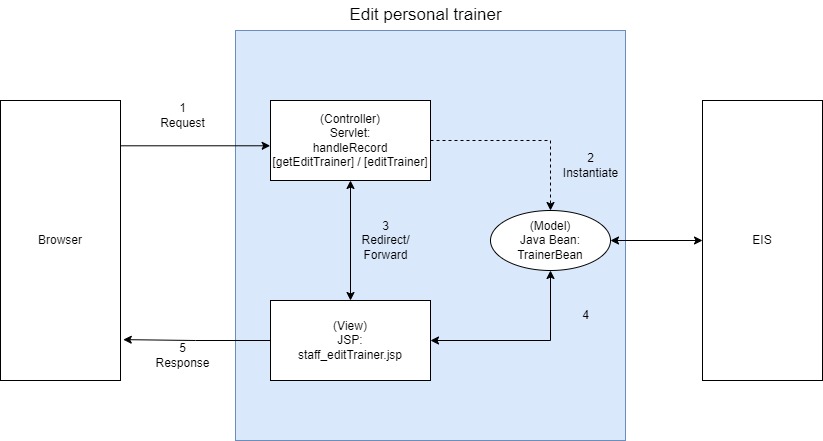 Edit personal trainer
1
Request
(Controller)
Servlet:
handleRecord
[getEditTrainer] / [editTrainer]
2
Instantiate
3
Redirect/
Forward
(Model)
Java Bean:
TrainerBean
Browser
EIS
4
(View)
JSP:
staff_editTrainer.jsp
5
Response